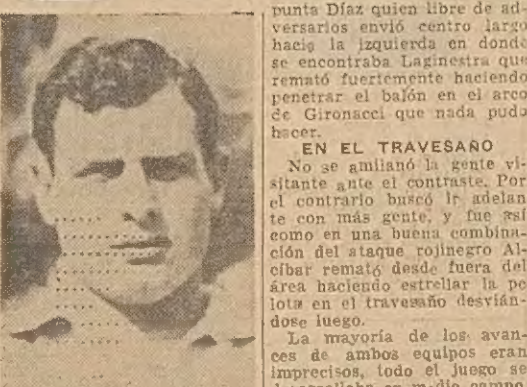 punta Díaz quien libre de ad-
versarios envió centro largo
hacia la izquierda en donde
se encontraba Laginestra que
remató fuertemente haciendo
penetrar el balón en el arco
de Gironacci que nada pudo
hacer.
EN EL TRAVESAÑO
No se amilanó la gente vi-
sitante ante el contraste. Por
el contrario buscó ir adelan
te con más gente, y fue así
como en una buena combina-
ción del ataque rojinegro Al-
cíbar remató desde fuera del
área haciendo estrellar la pe
lota en el travesaño desvián-
dose luego.
La mayoría de los avan-
ces de ambos equipos eran
imprecisos, todo el juego se